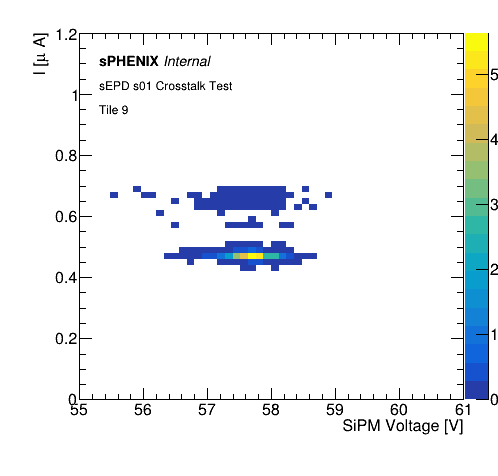 I [μ A]
sPHENIX Internal
sEPD s01 Crosstalk Test
Tile 9
1.2
1
0.8
0.6
0.4
0.2
0
55 56 57 58 59 60 61
SiPM Voltage [V]
5
4
3
2
1
0